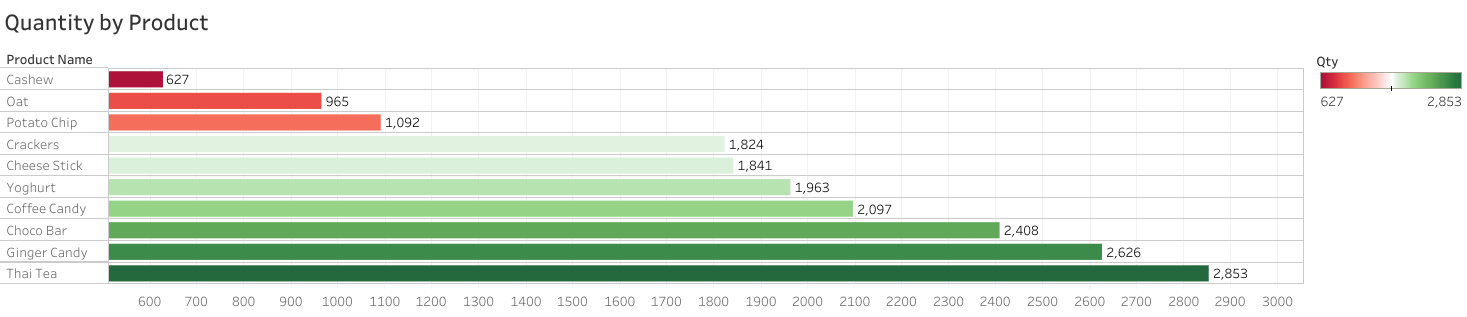 Quantity by Product
Product Name
Qty
627
2,853
Cashew 627
Oat 965
Potato Chip 1,092
Crackers 1,824
Cheese Stick 1,841
Yoghurt 1,963
Coffee Candy 2,097
Choco Bar 2,408
Ginger Candy 2,626
Thai Tea 2,853
600 700 800 900 1000 1100 1200 1300 1400 1500 1600 1700 1800 1900 2000 2100 2200 2300 2400 2500 2600 2700 2800 2900 3000